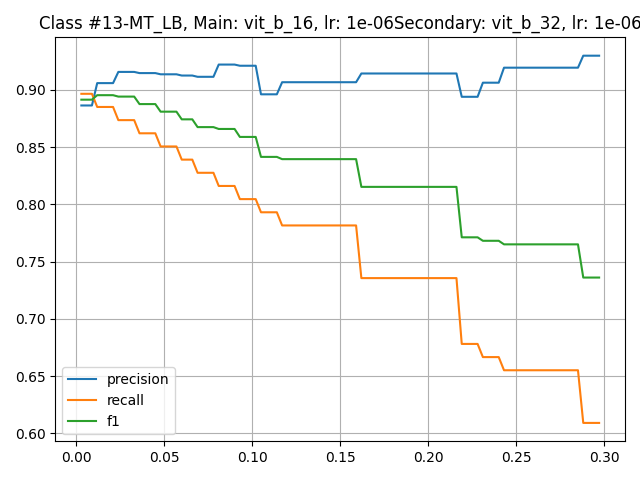 Class #13-MT_LB, Main: vit_b_16, lr: 1e-06Secondary: vit_b_32, lr: 1e-06
0.90
0.85
0.80
0.75
0.70
0.65
0.60
precision
recall
f1
0.00 0.05 0.10 0.15 0.20 0.25 0.30